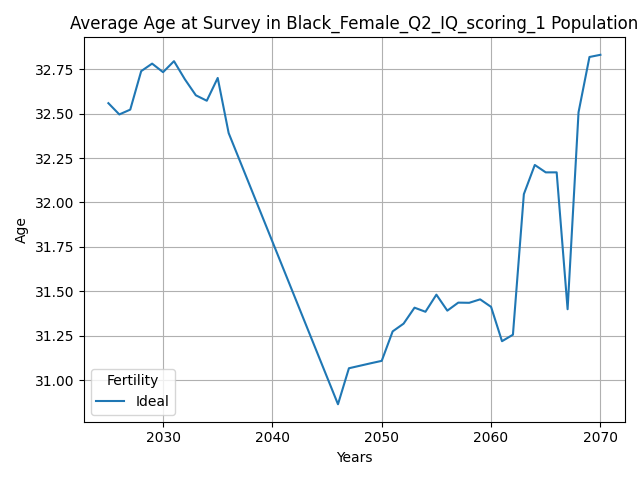 Average Age at Survey in Black_Female_Q2_IQ_scoring_1 Population
32.75
32.50
32.25
32.00
31.75
31.50
31.25
31.00
Age
Fertility
Ideal
2030 2040 2050 2060 2070
Years